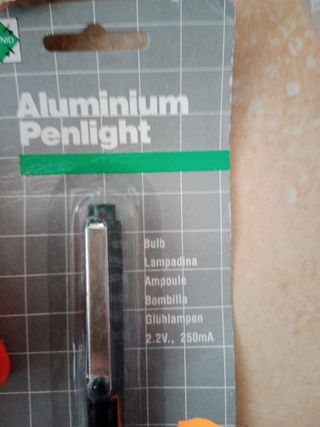 Aluminium
Penlight
Bulb
Lampadina
Ampoule
Bombilla
Glühlampen
2.2V., 250mA